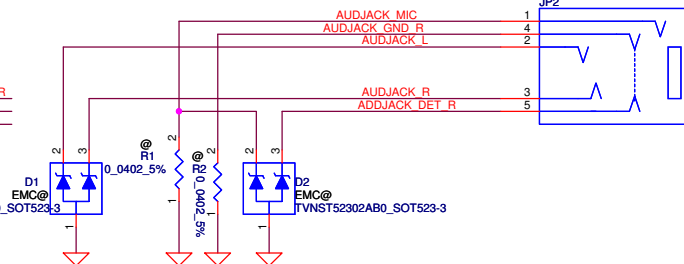 JP2
AUDJACK_MIC 1
AUDJACK_GND_R 4
AUDJACK_L 2
R
AUDJACK_R 3
ADDJACK_DET_R 5
2 3
D1
EMC@
_SOT523-3
1
@
2
R1
0_0402_5%
1
@
2
R2
0_0402_5%
1
2 3
D2
EMC@
TVNST52302AB0_SOT523-3
1